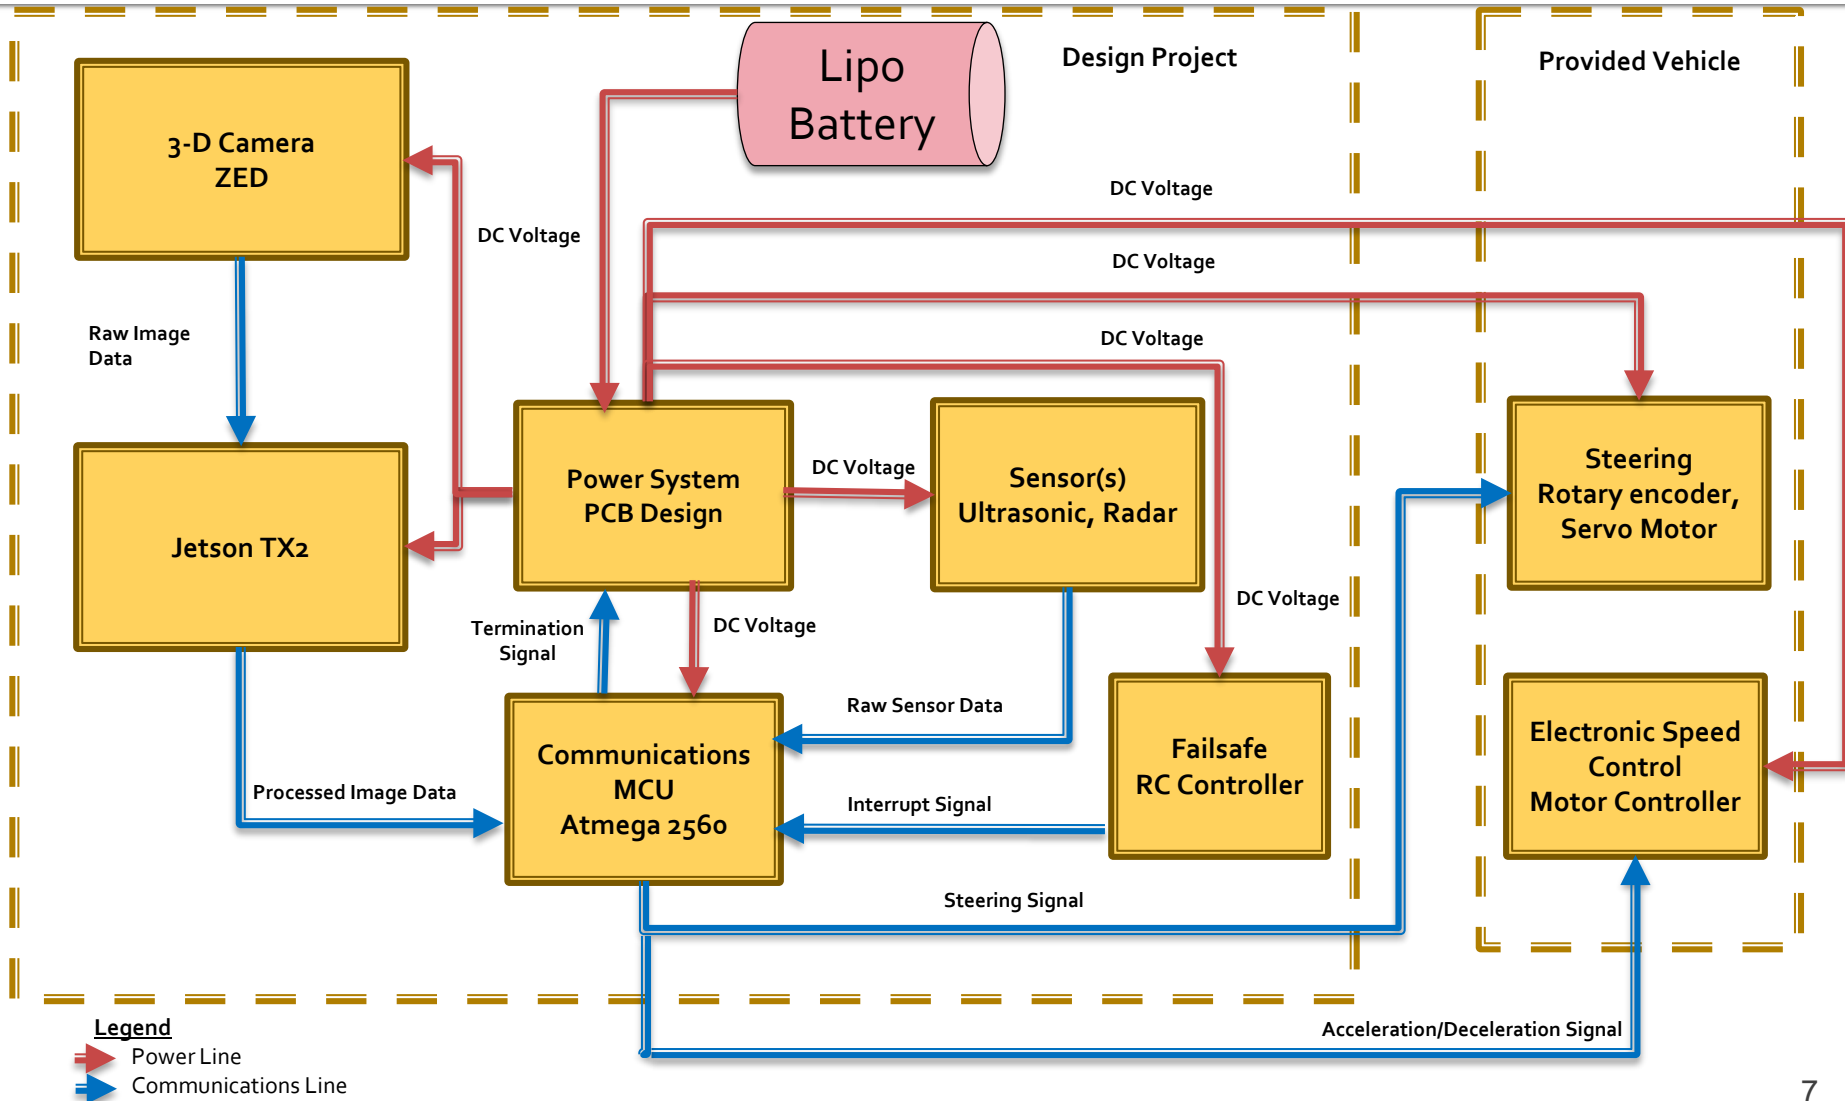 Lipo
Battery
Design Project
Provided Vehicle
3-D Camera
ZED
DC Voltage
DC Voltage
DC Voltage
DC Voltage
Raw Image
Data
Power System
PCB Design
DC Voltage
Sensor(s)
Ultrasonic, Radar
Steering
Rotary encoder,
Servo Motor
Jetson TX2
Termination
Signal
DC Voltage
DC Voltage
Raw Sensor Data
Communications
MCU
Atmega 2560
Failsafe
RC Controller
Electronic Speed
Control
Motor Controller
Processed Image Data
Interrupt Signal
Steering Signal
Acceleration/Deceleration Signal
Legend
Power Line
Communications Line
7